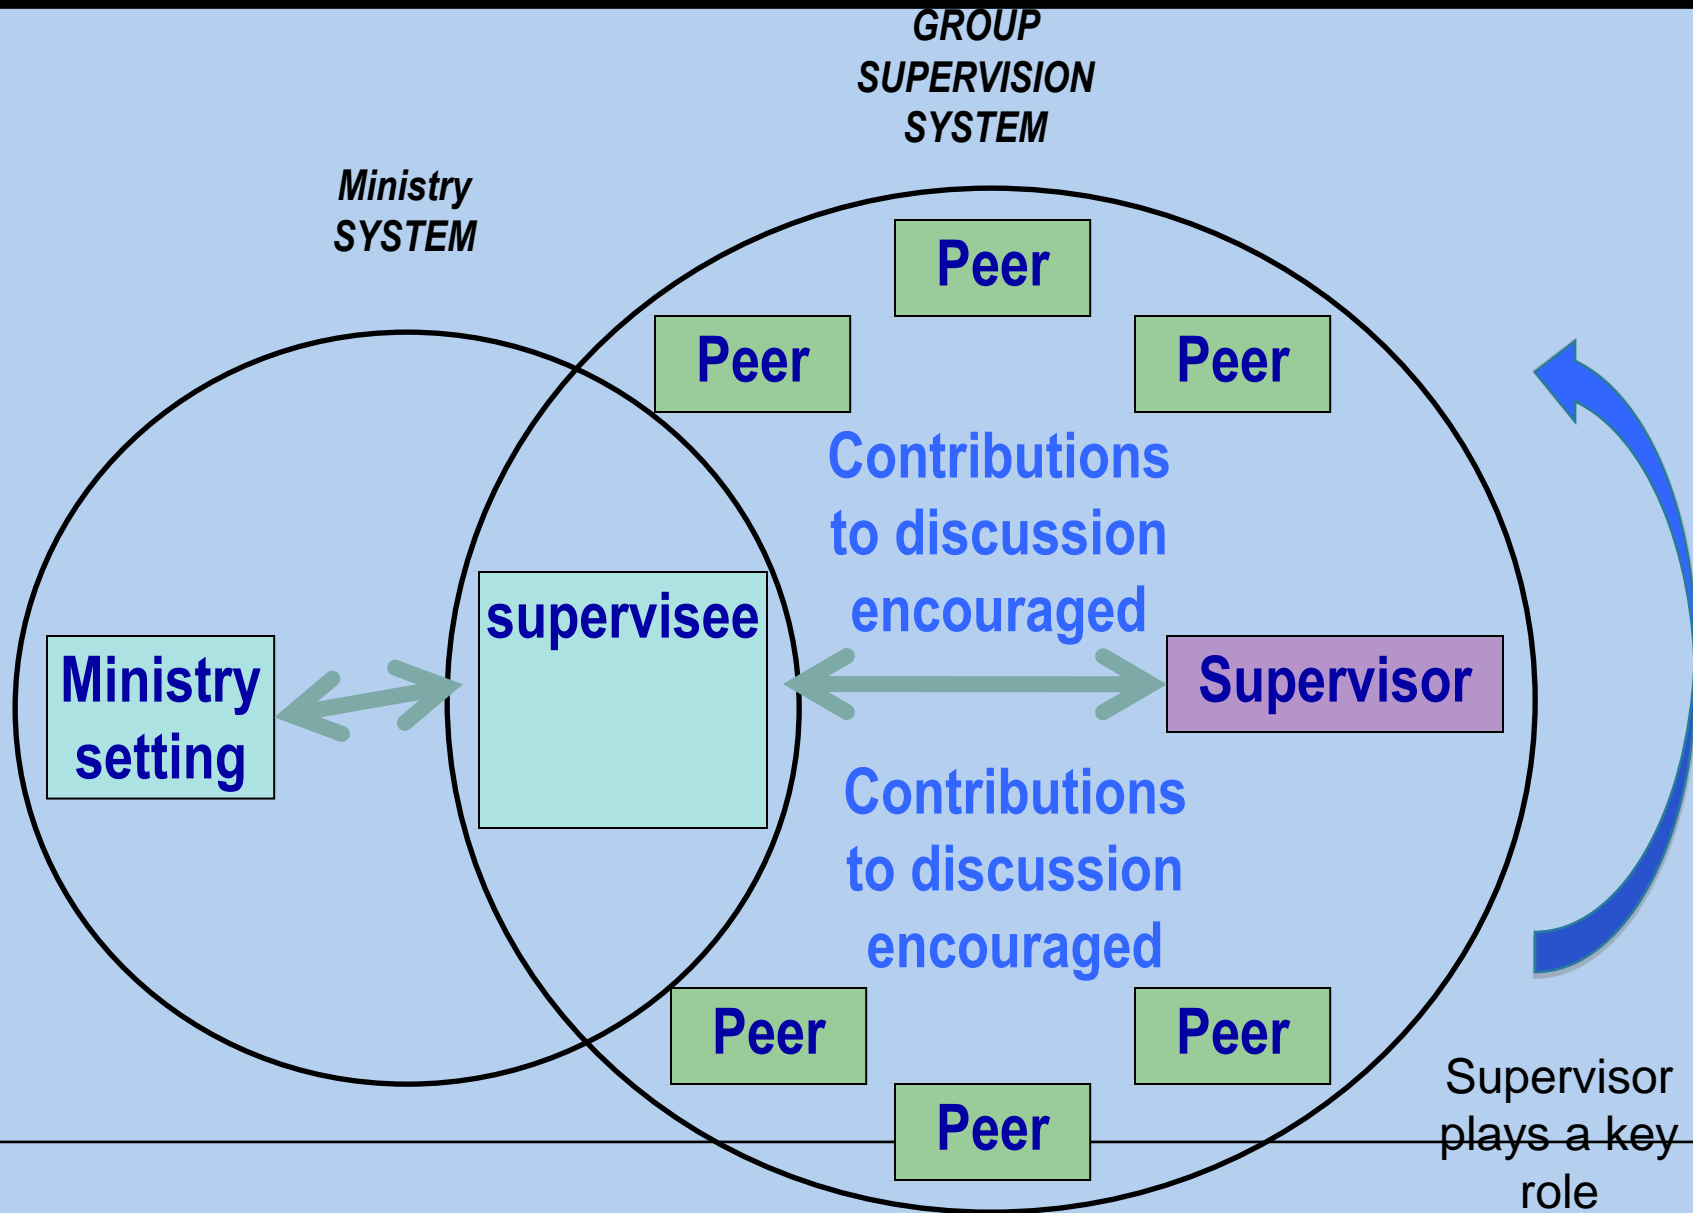 GROUP
SUPERVISION
SYSTEM
Ministry
SYSTEM
Peer
Peer
Peer
Contributions
to discussion
encouraged
supervisee
Ministry
setting
Supervisor
Contributions
to discussion
encouraged
Peer
Peer
Peer
Supervisor
plays a key
role